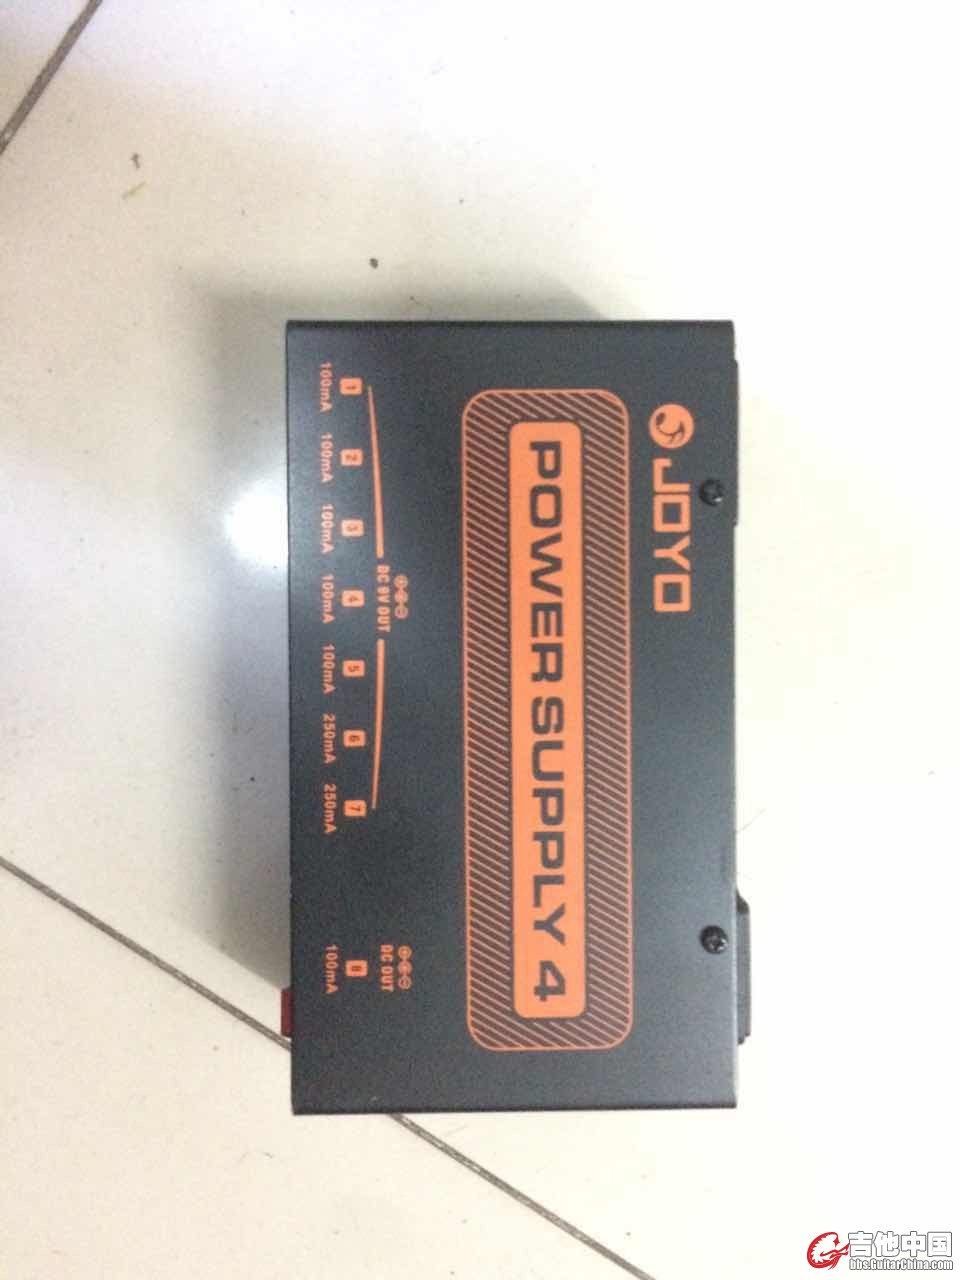 JOYO
POWER SUPPLY 4
DC 9V OUT
DC OUT
1 2 3 4 5 6 7 8
100mA 100mA 100mA 100mA 100mA 250mA 250mA 100mA
吉他中国
bbs.GuitarChina.com